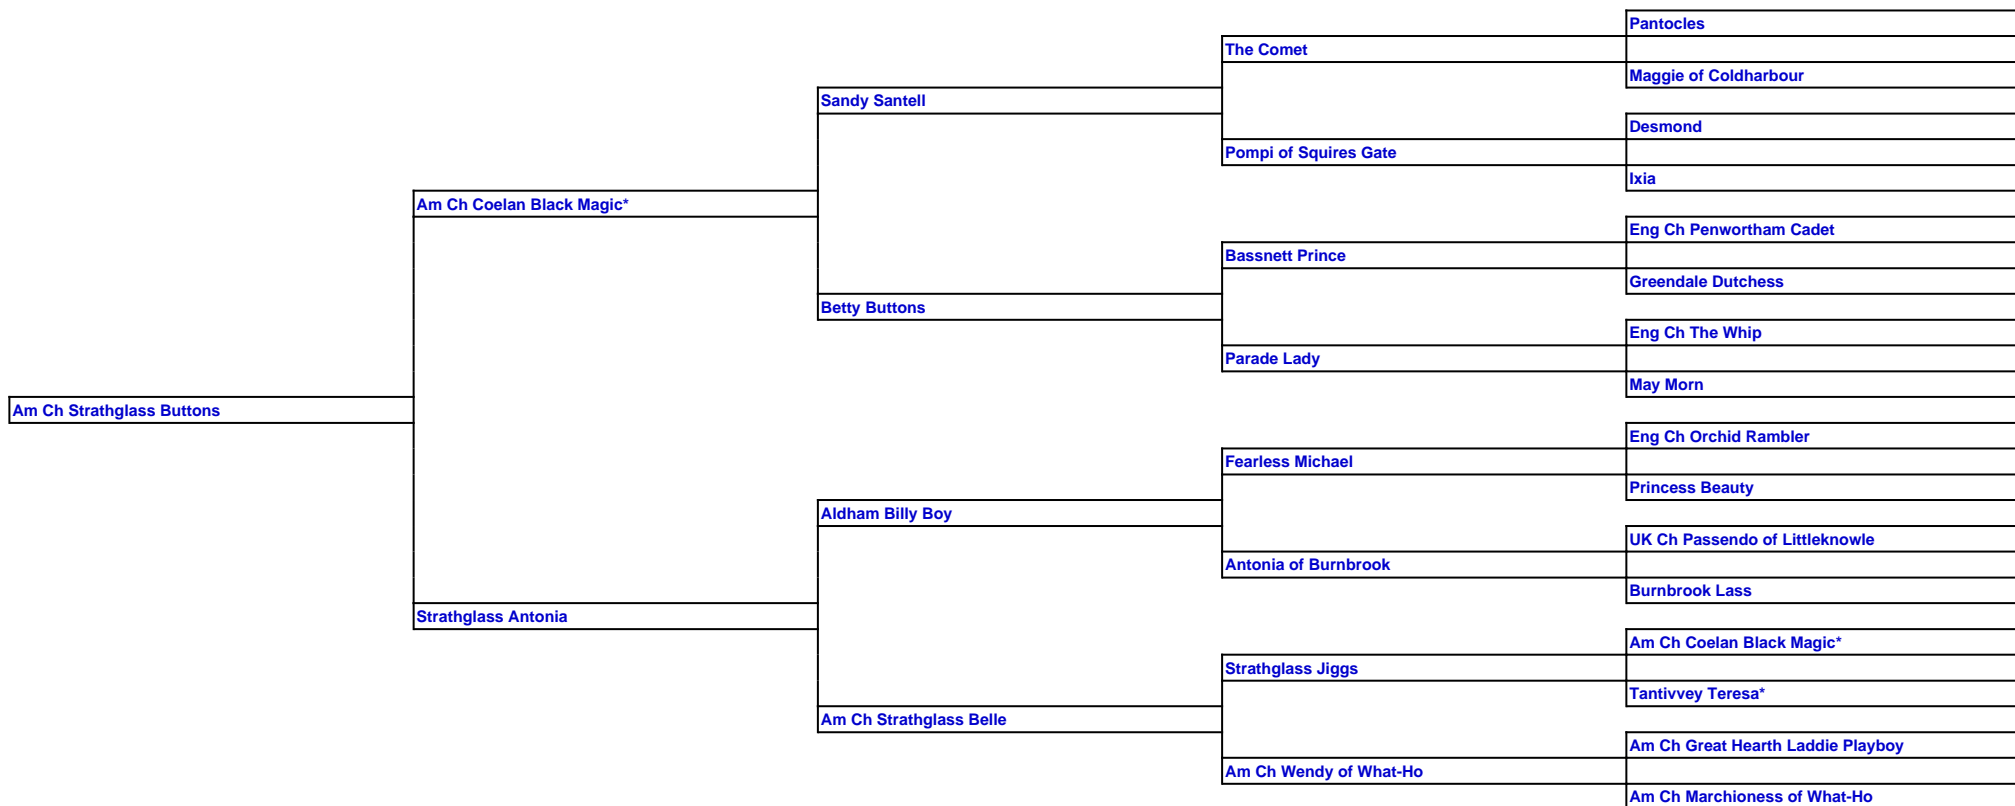 Pantocles
The Comet
Maggie of Coldharbour
Sandy Santell
Desmond
Pompi of Squires Gate
Ixia
Am Ch Coelan Black Magic*
Eng Ch Penwortham Cadet
Bassnett Prince
Greendale Dutchess
Betty Buttons
Eng Ch The Whip
Parade Lady
May Morn
Am Ch Strathglass Buttons
Eng Ch Orchid Rambler
Fearless Michael
Princess Beauty
Aldham Billy Boy
UK Ch Passendo of Littleknowle
Antonia of Burnbrook
Burnbrook Lass
Strathglass Antonia
Am Ch Coelan Black Magic*
Strathglass Jiggs
Tantivvey Teresa*
Am Ch Strathglass Belle
Am Ch Great Hearth Laddie Playboy
Am Ch Wendy of What-Ho
Am Ch Marchioness of What-Ho